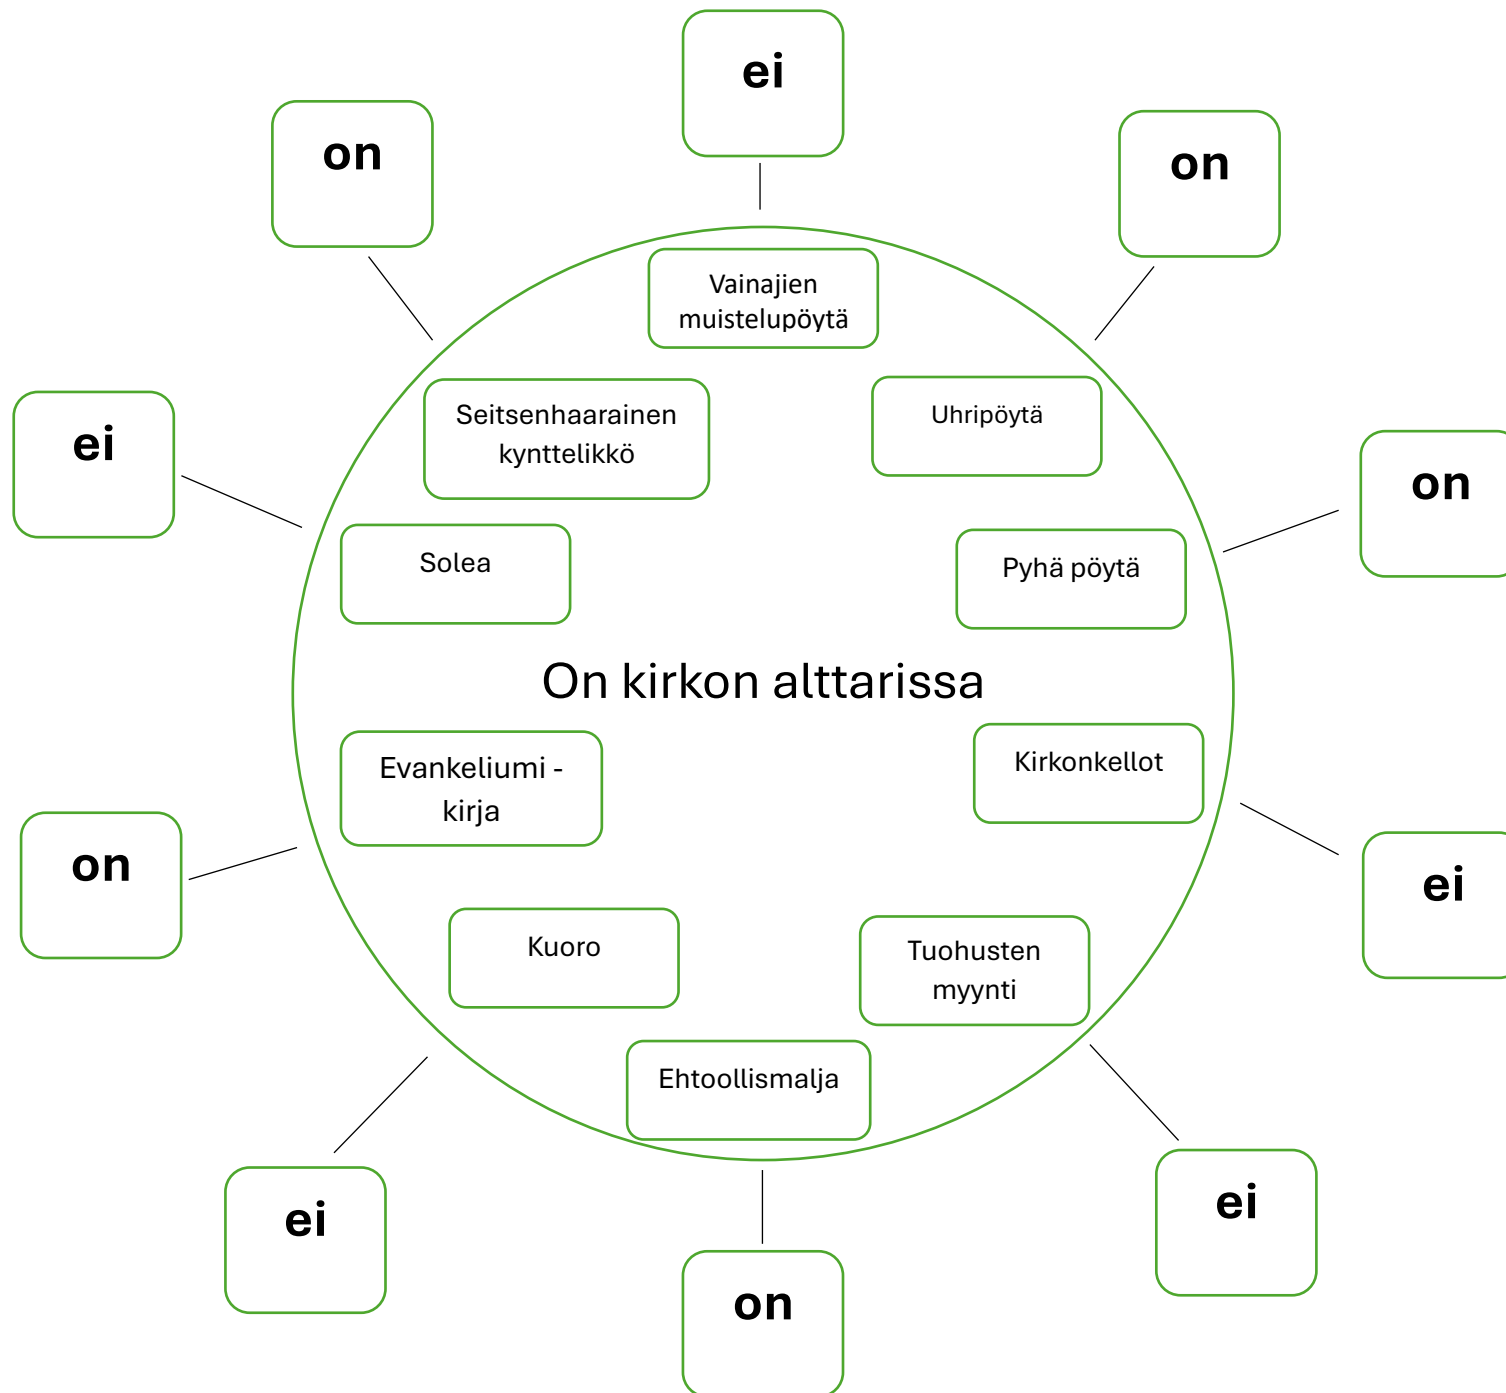 ei
on
on
Vainajien
muistelupöytä
Seitsenhaarainen
kynttelikkö
Uhripöytä
ei
on
Solea
Pyhä pöytä
On kirkon alttarissa
Evankeliumi -
kirja
Kirkonkellot
on
ei
Kuoro
Tuohusten
myynti
Ehtoollismalja
ei
ei
on